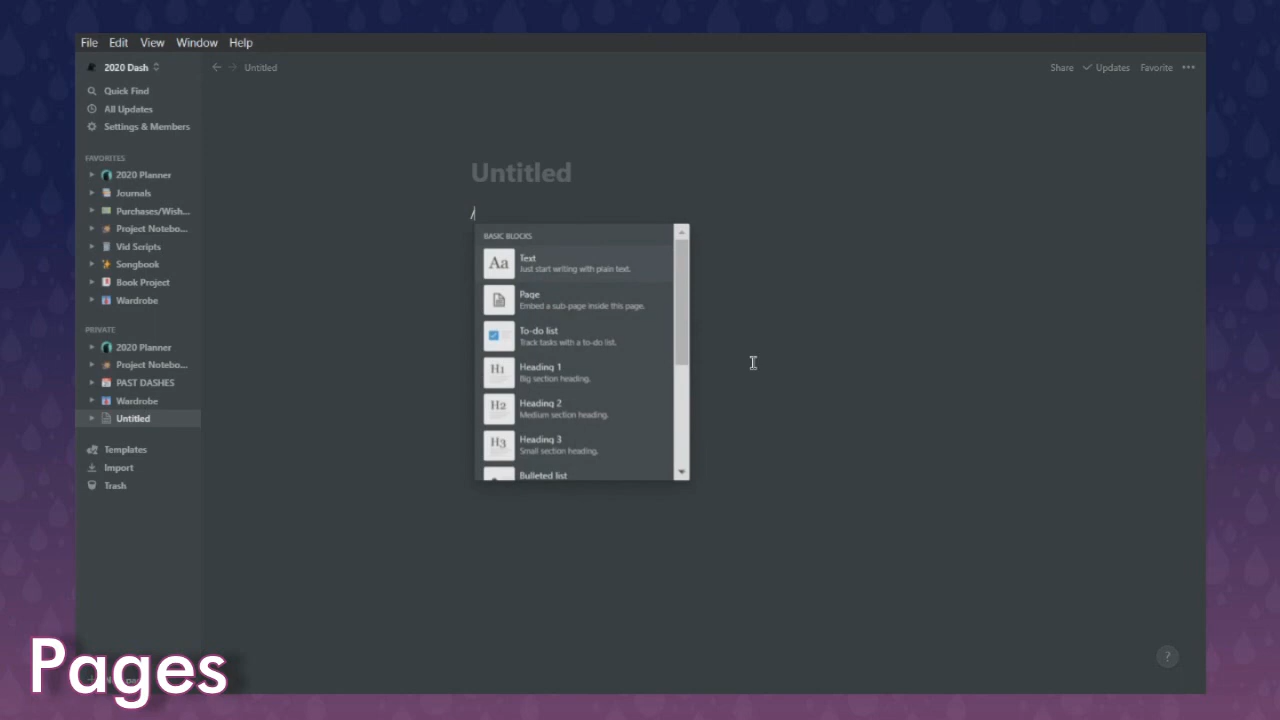 File Edit View Window Help
2020 Dash
Untitled
Share Updates Favorite •••
Quick Find
All Updates
Settings & Members
FAVORITES
2020 Planner
Journals
Purchases/Wish...
Project Notebo...
Vid Scripts
Songbook
Book Project
Wardrobe
PRIVATE
2020 Planner
Project Notebo...
PAST DASHES
Wardrobe
Untitled
Templates
Import
Trash
Untitled
/
BASIC BLOCKS
Aa
Text
Just start writing with plain text.
Page
Embed a sub-page inside this page.
To-do list
Track tasks with a to-do list.
H1
Heading 1
Big section heading.
H2
Heading 2
Medium section heading.
H3
Heading 3
Small section heading.
Bulleted list
?
Pages